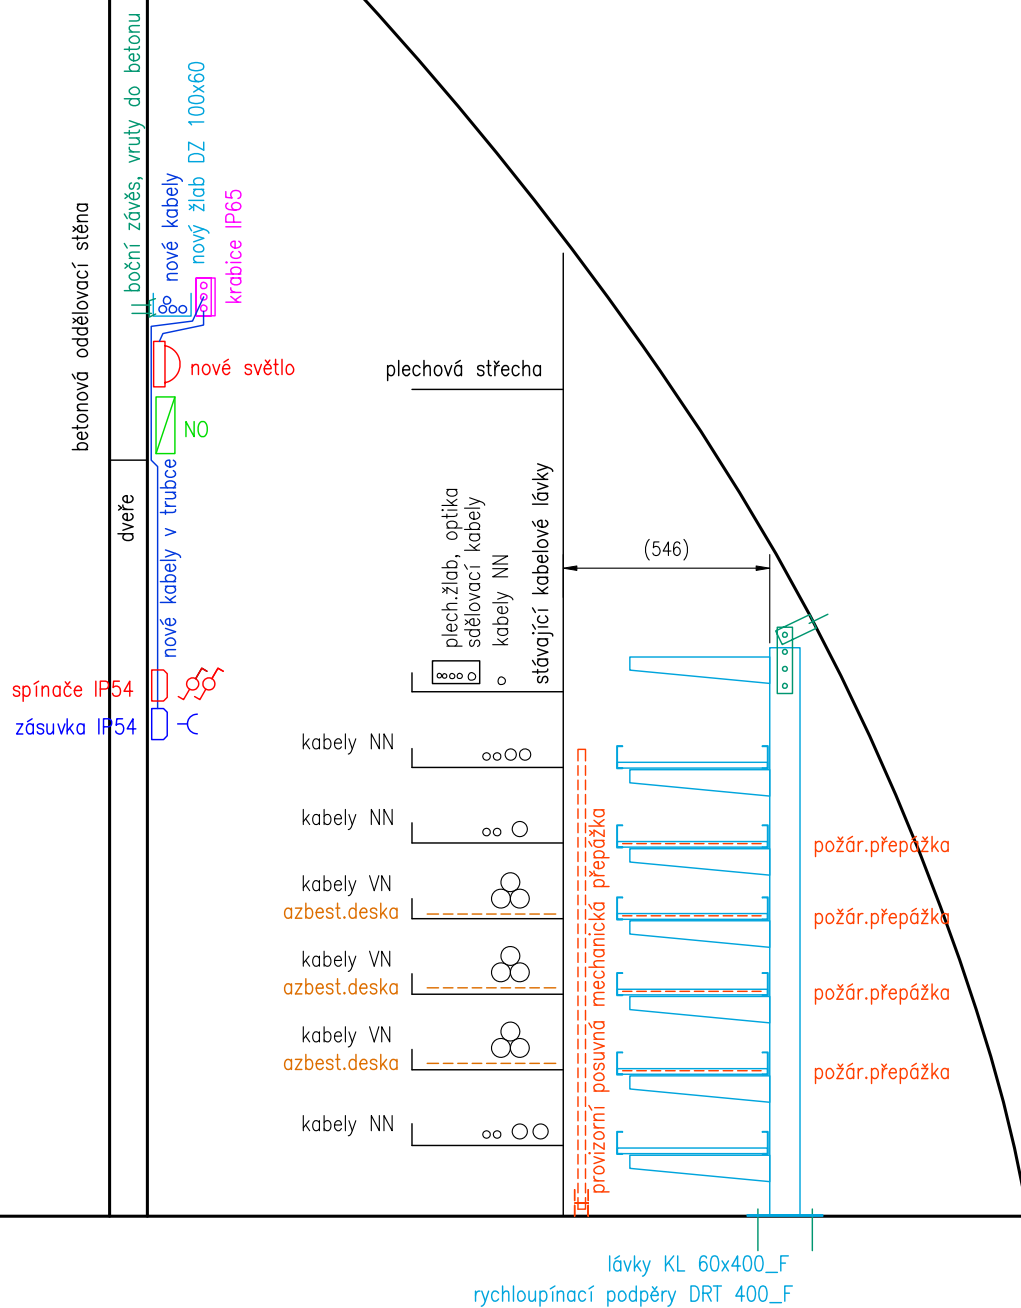 betonová oddělovací stěna
boční závěs, vruty do betonu
nové kabely
nový žlab DZ 100x60
krabice IP65
nové světlo
NO
dveře
nové kabely v trubce
spínače IP54
zásuvka IP54
plechová střecha
plech.žlab, optika
sdělovací kabely
kabely NN
stávající kabelové lávky
(546)
kabely NN
kabely NN
kabely VN
azbest.deska
kabely VN
azbest.deska
kabely VN
azbest.deska
kabely NN
provizorní posuvná mechanická přepážka
požár.přepážka
požár.přepážka
požár.přepážka
požár.přepážka
lávky KL 60x400_F
rychloupínací podpěry DRT 400_F